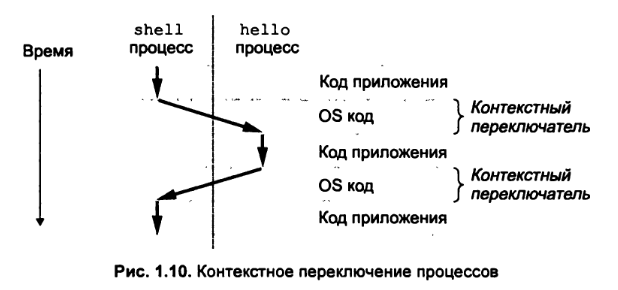 shell
процесс
hello
процесс
Время
Код приложения
OS код
Контекстный
переключатель
Код приложения
OS код
Контекстный
переключатель
Код приложения
Рис. 1.10. Контекстное переключение процессов